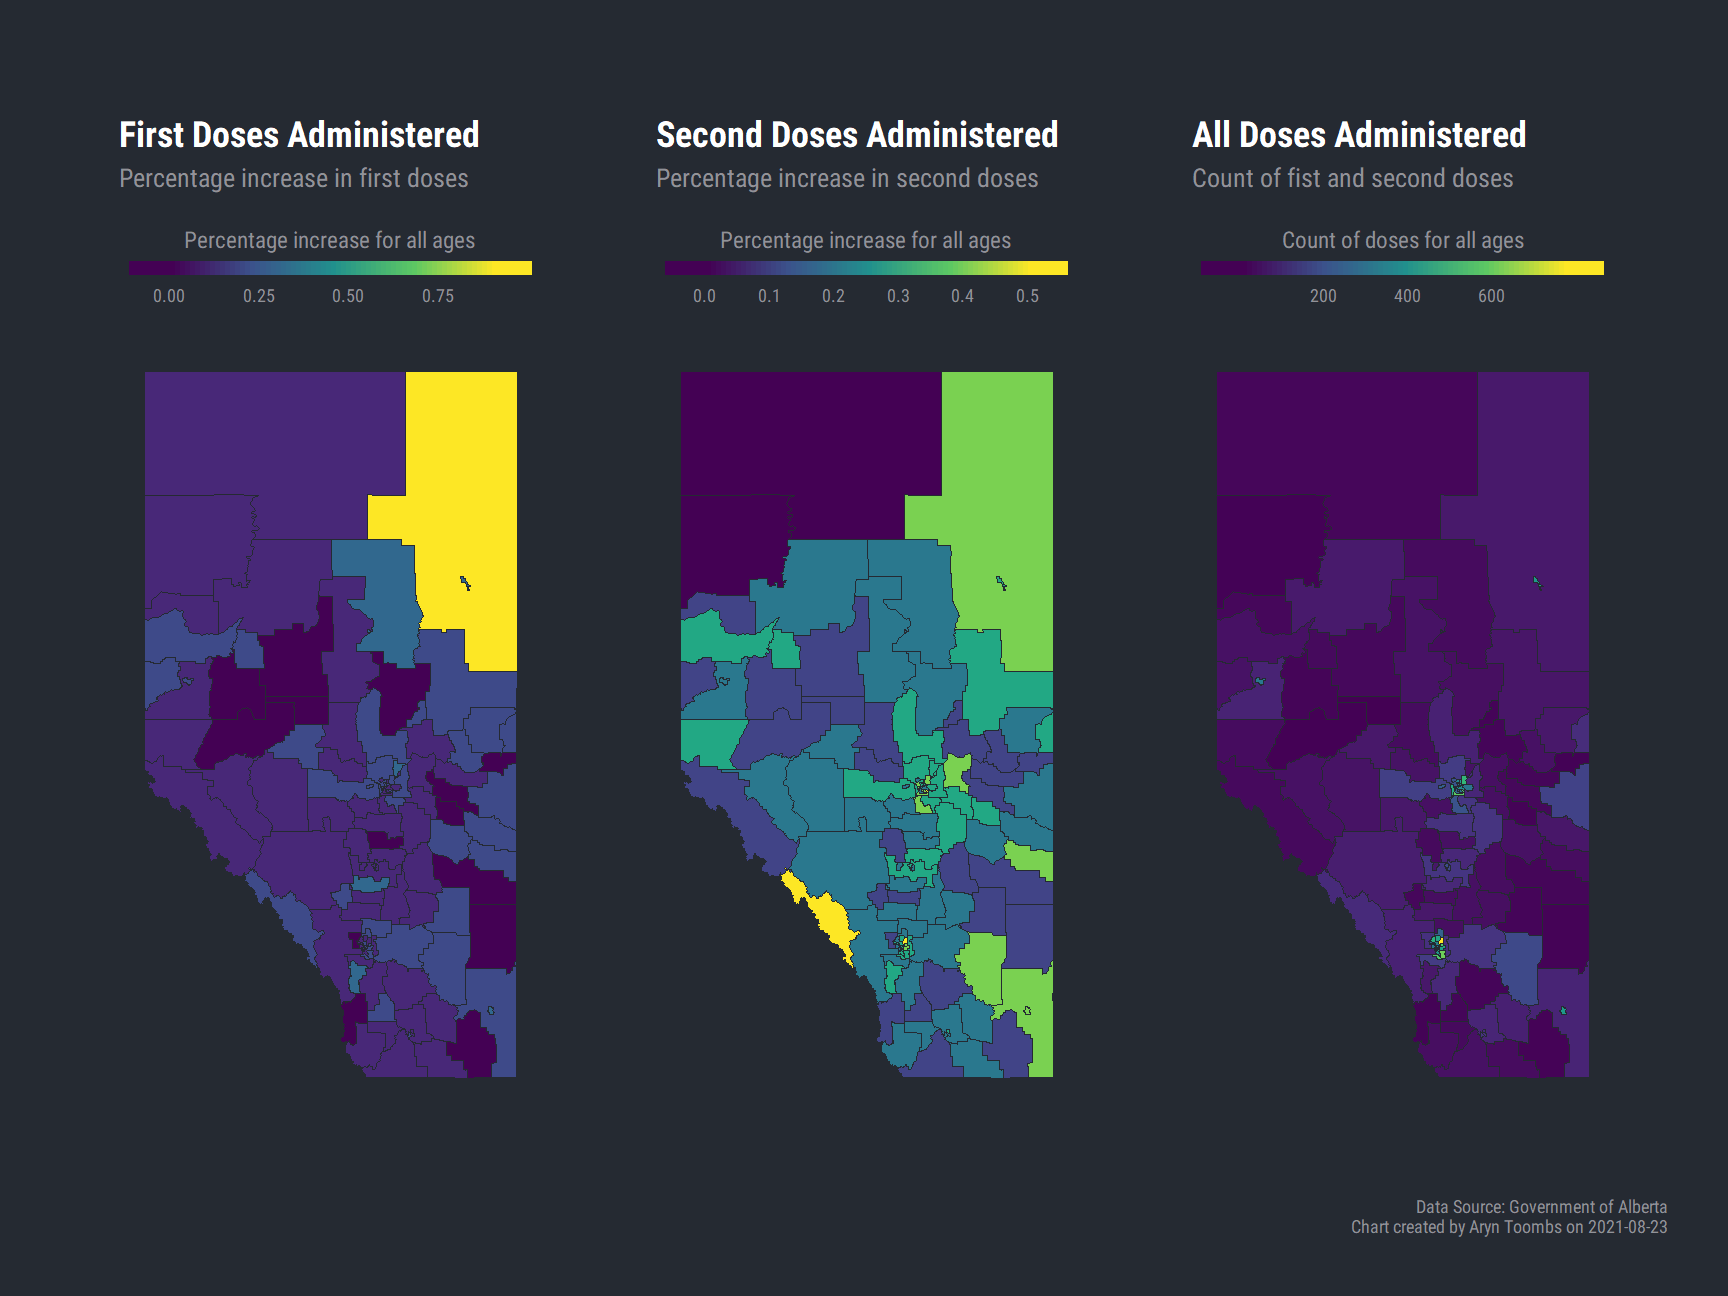 First Doses Administered
Percentage increase in first doses
Percentage increase for all ages
0.00 0.25 0.50 0.75
Second Doses Administered
Percentage increase in second doses
Percentage increase for all ages
0.0 0.1 0.2 0.3 0.4 0.5
All Doses Administered
Count of fist and second doses
Count of doses for all ages
200 400 600
Data Source: Government of Alberta
Chart created by Aryn Toombs on 2021-08-23